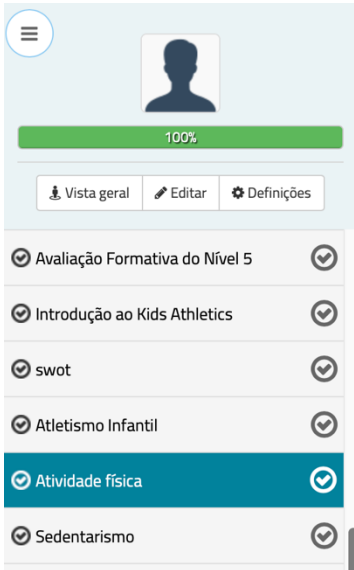 100%
Vista geral
Editar
Definições
Avaliação Formativa do Nível 5
Introdução ao Kids Athletics
swot
Atletismo Infantil
Atividade física
Sedentarismo